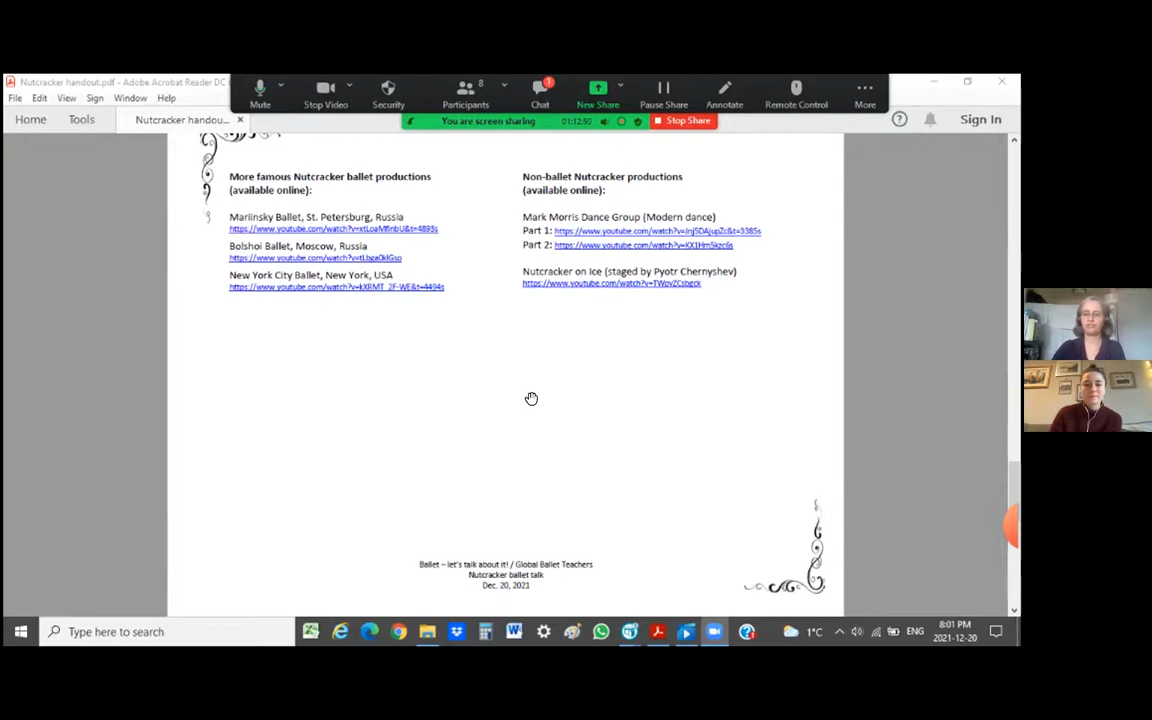 Nutcracker handout.pdf - Adobe Acrobat Reader DC
File Edit View Sign Window Help
Mute
Stop Video
Security
8
Participants
1
Chat
New Share
Pause Share
Annotate
Remote Control
More
You are screen sharing 01:12:50 Stop Share
Home Tools Nutcracker handou... Sign In
More famous Nutcracker ballet productions
(available online):
Mariinsky Ballet, St. Petersburg, Russia
Bolshoi Ballet, Moscow, Russia
New York City Ballet, New York, USA
Non-ballet Nutcracker productions
(available online):
Mark Morris Dance Group (Modern dance)
Part 1:
Part 2:
Nutcracker on Ice (staged by Pyotr Chernyshev)
Ballet – let's talk about it! / Global Ballet Teachers
Nutcracker ballet talk
Dec. 20, 2021
Type here to search
1°C
ENG
8:01 PM
2021-12-20